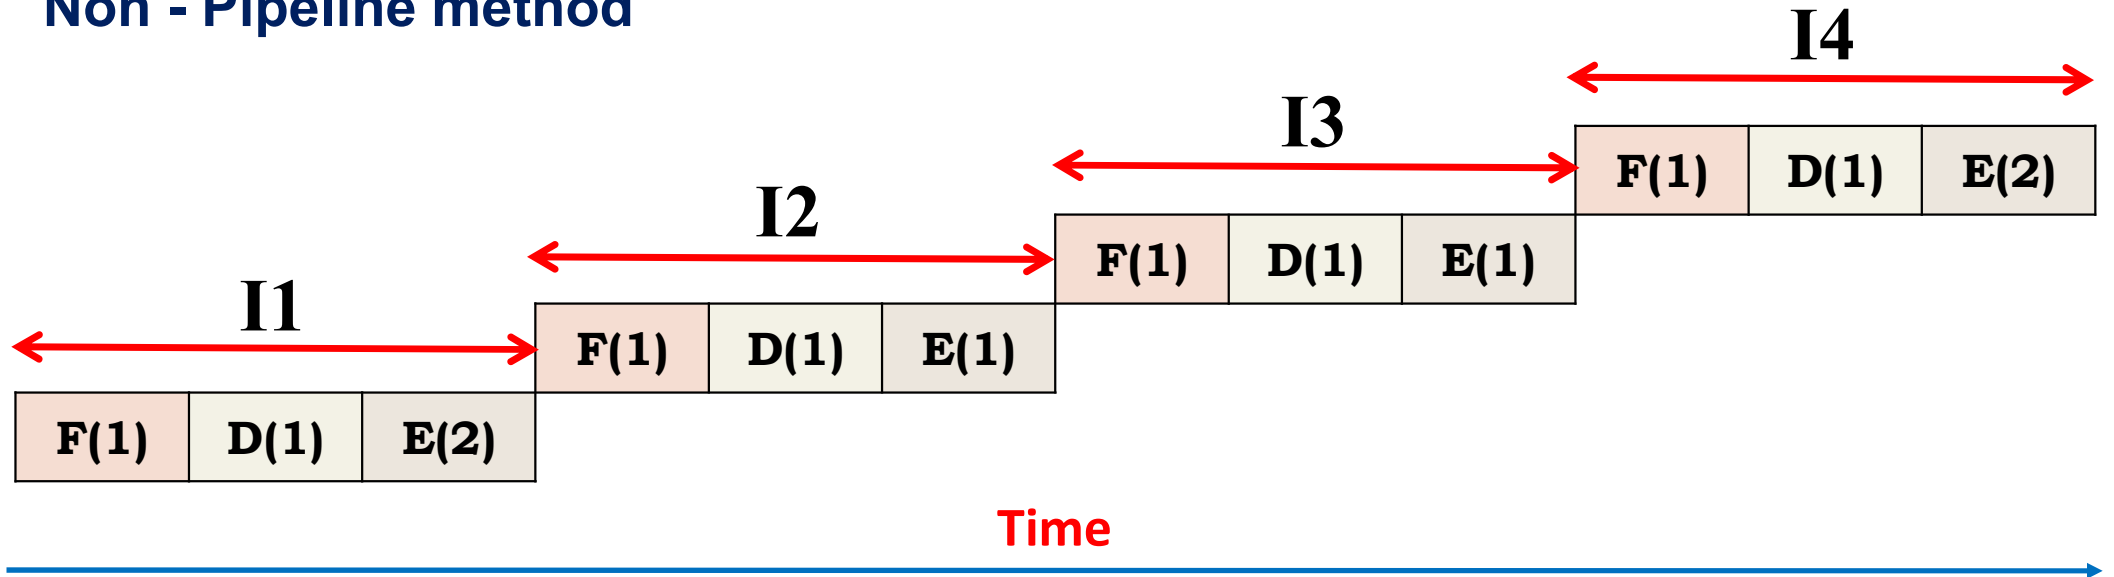 Non - Pipeline method
I4
F(1) D(1) E(2)
I3
F(1) D(1) E(1)
I2
F(1) D(1) E(1)
I1
F(1) D(1) E(2)
Time